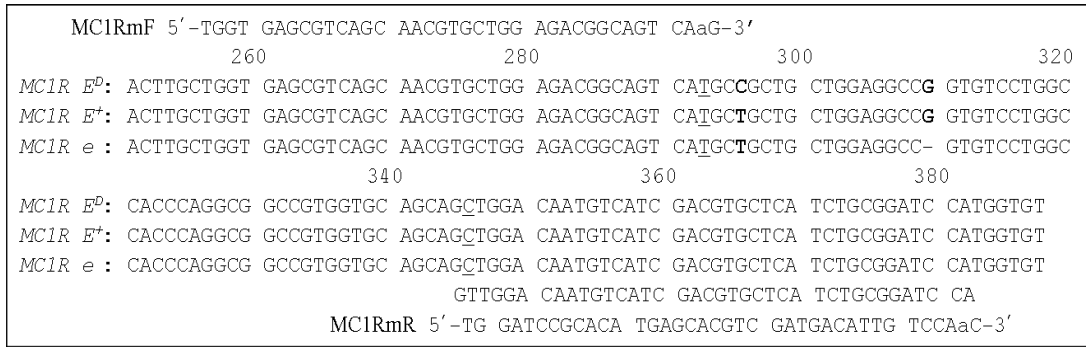 MC1RmF 5′-TGGT GAGCGTCAGC AACGTGCTGG AGACGGCAGT CAaG-3′
260 280 300 320
MC1R Eᴰ: ACTTGCTGGT GAGCGTCAGC AACGTGCTGG AGACGGCAGT CATGCCGCTG CTGGAGGCCG GTGTCCTGGC
MC1R E⁺: ACTTGCTGGT GAGCGTCAGC AACGTGCTGG AGACGGCAGT CATGCTGCTG CTGGAGGCCG GTGTCCTGGC
MC1R e: ACTTGCTGGT GAGCGTCAGC AACGTGCTGG AGACGGCAGT CATGCTGCTG CTGGAGGCC- GTGTCCTGGC
340 360 380
MC1R Eᴰ: CACCCAGGCG GCCGTGGTGC AGCAGCTGGA CAATGTCATC GACGTGCTCA TCTGCGGATC CATGGTGT
MC1R E⁺: CACCCAGGCG GCCGTGGTGC AGCAGCTGGA CAATGTCATC GACGTGCTCA TCTGCGGATC CATGGTGT
MC1R e: CACCCAGGCG GCCGTGGTGC AGCAGCTGGA CAATGTCATC GACGTGCTCA TCTGCGGATC CATGGTGT
GTTGGA CAATGTCATC GACGTGCTCA TCTGCGGATC CA
MC1RmR 5′-TG GATCCGCACA TGAGCACGTC GATGACATTG TCCAaC-3′